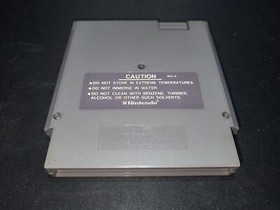 CAUTION
●DO NOT STORE IN EXTREME TEMPERATURES.
●DO NOT IMMERSE IN WATER.
●DO NOT CLEAN WITH BENZENE, THINNER,
ALCOHOL OR OTHER SUCH SOLVENTS.
Nintendo